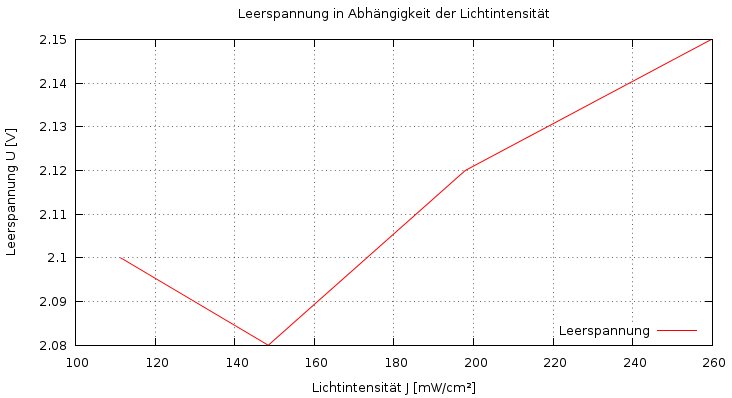 Leerspannung in Abhängigkeit der Lichtintensität
Leerspannung U [V]
2.15
2.14
2.13
2.12
2.11
2.1
2.09
2.08
Leerspannung
100 120 140 160 180 200 220 240 260
Lichtintensität J [mW/cm²]